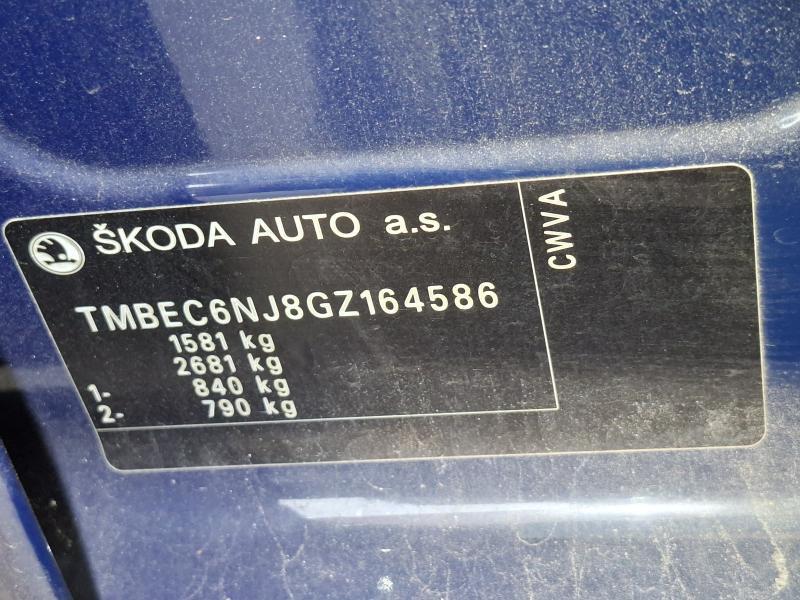 ŠKODA AUTO a.s.
TMBEC6NJ8GZ164586
1581 kg
2681 kg
1- 840 kg
2- 790 kg
CWVA